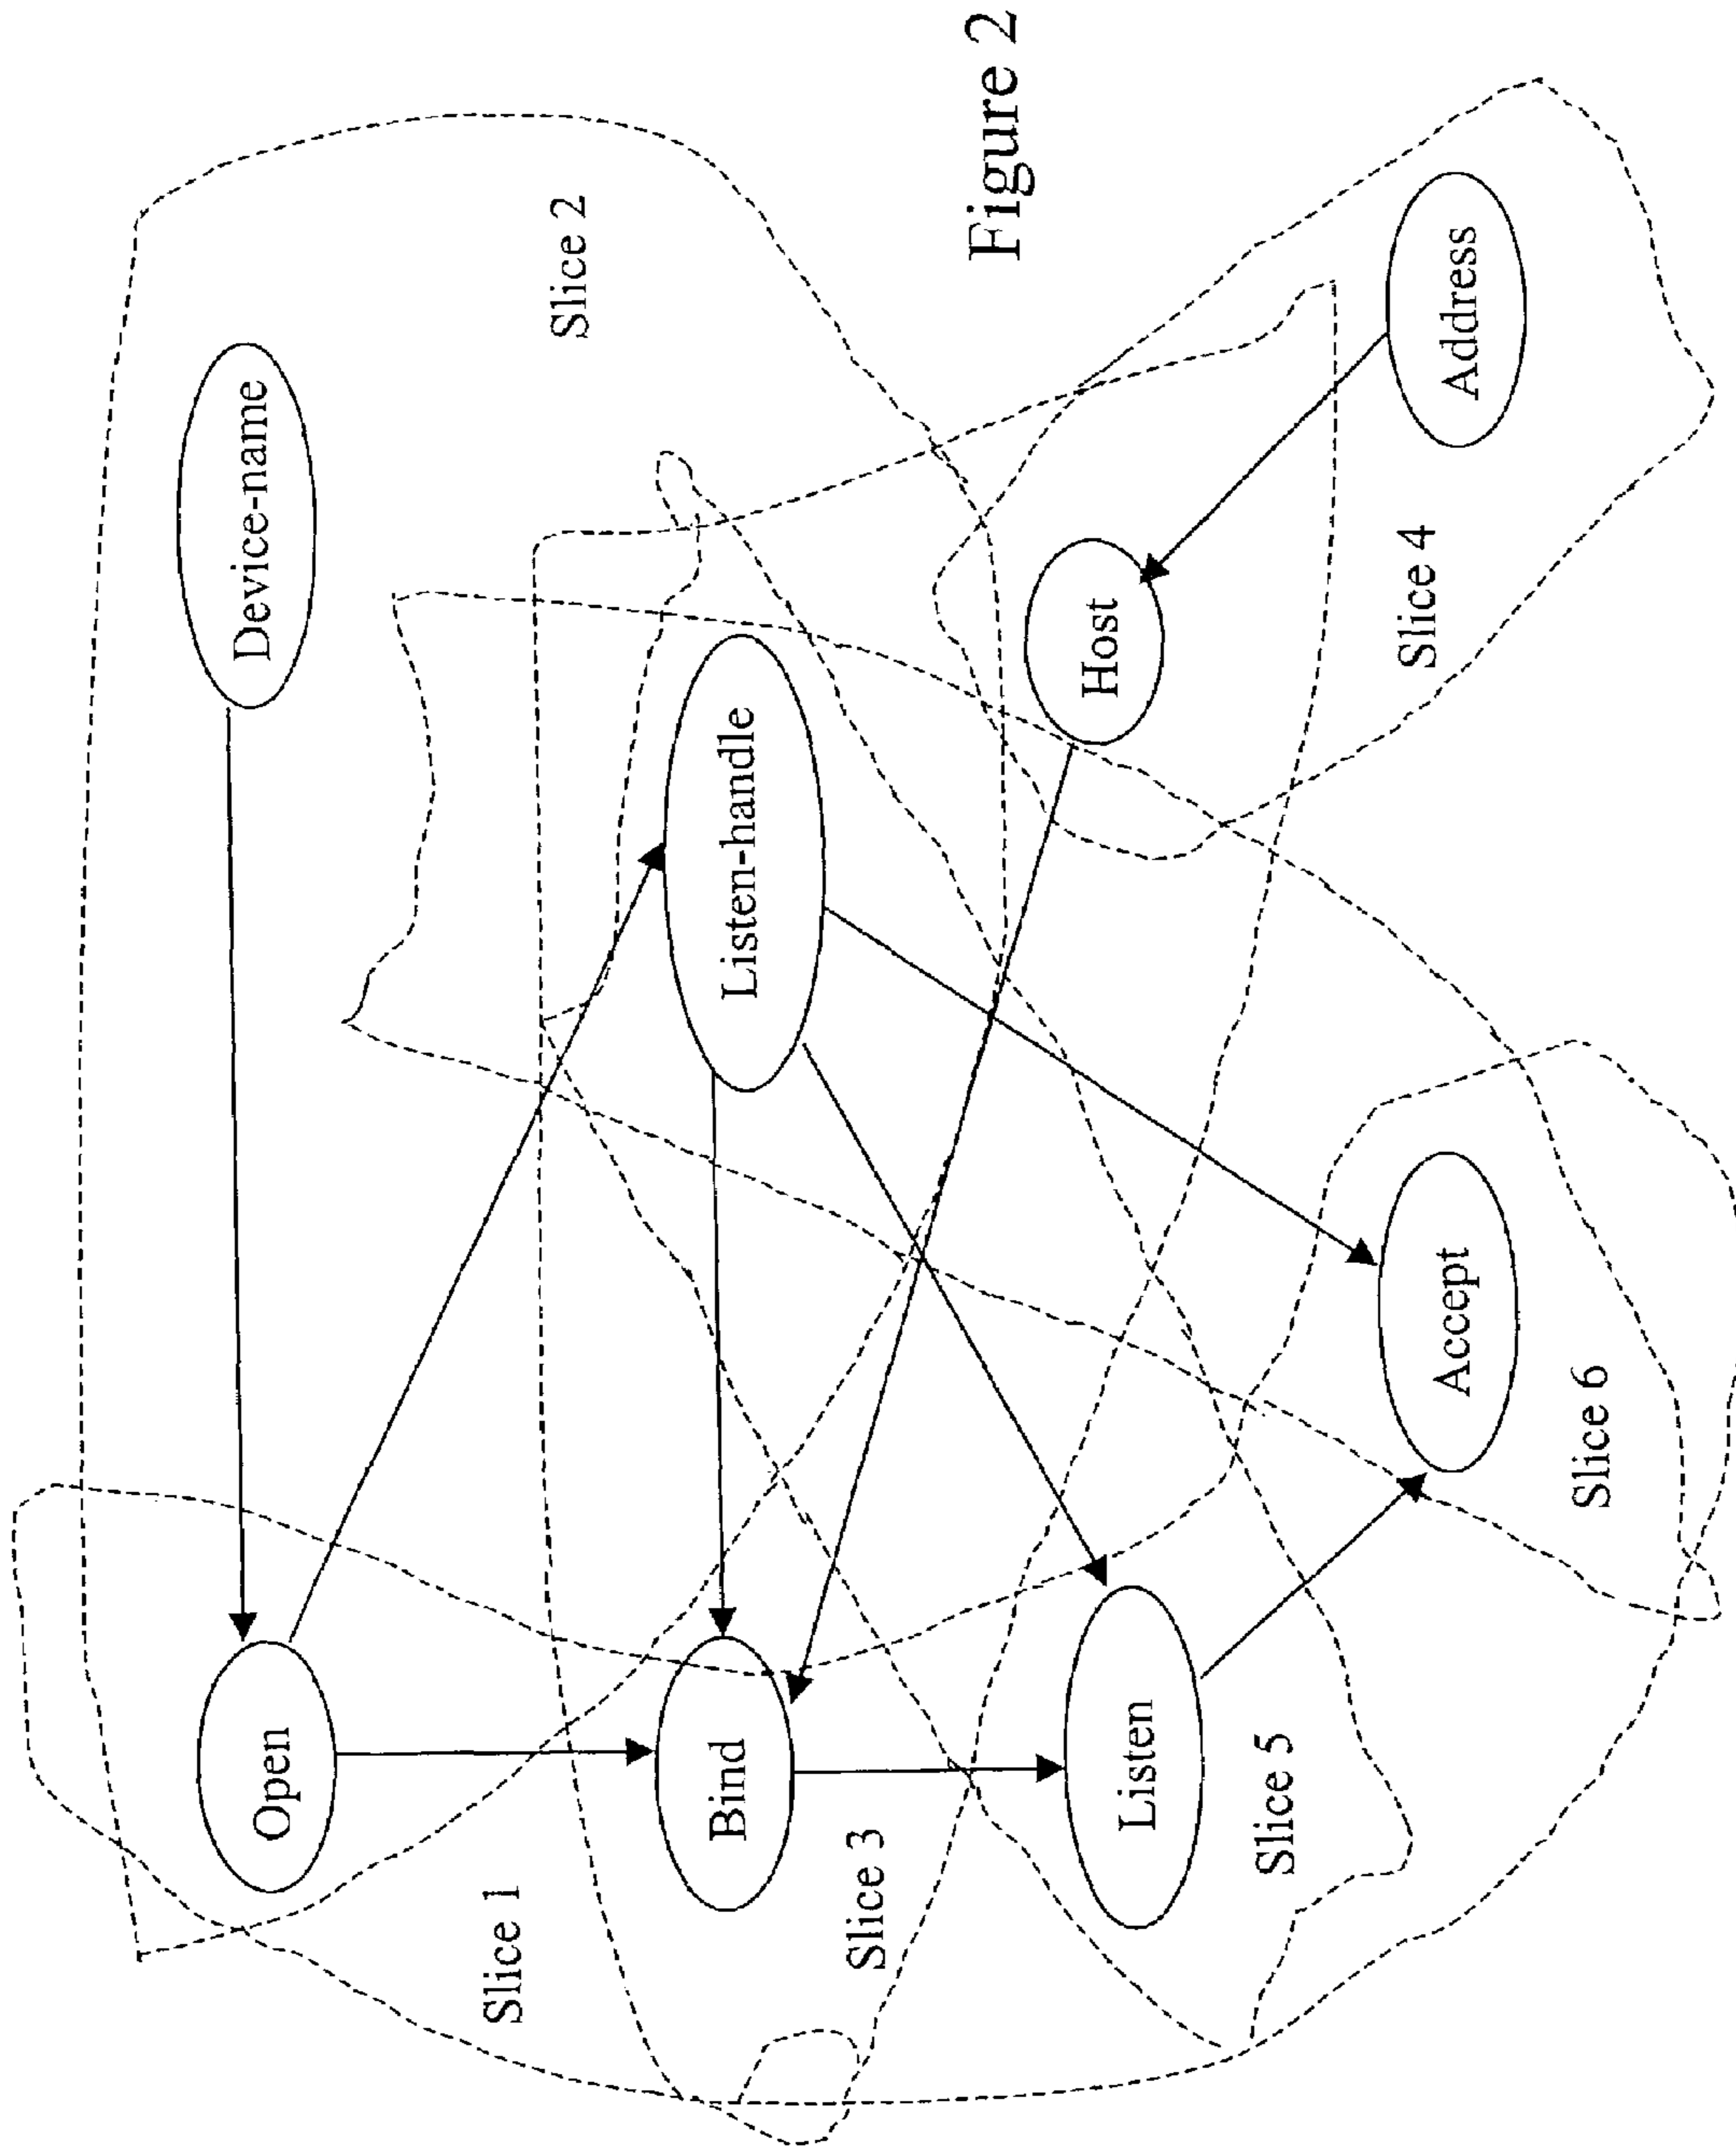 Open
Device-name
Slice 1
Slice 2
Bind
Listen-handle
Slice 3
Figure 2
Host
Listen
Slice 5
Slice 4
Accept
Address
Slice 6